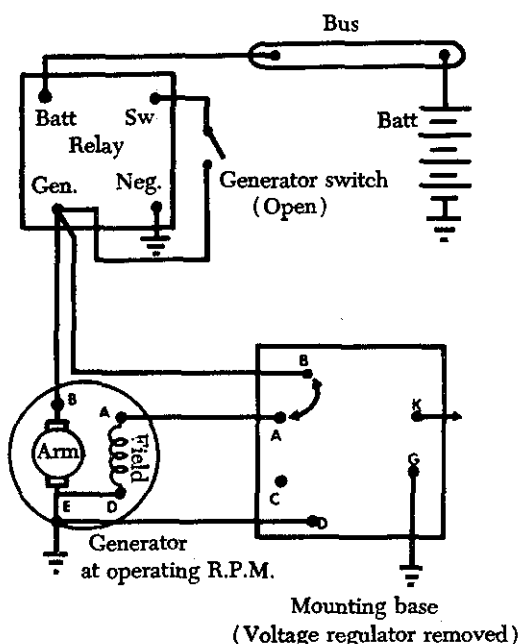 Bus
Batt
Sw
Relay
Batt
Gen.
Neg.
Generator switch
(Open)
B
A
B
K
Arm
Field
A
G
C
E
D
D
Generator
at operating R.P.M.
Mounting base
(Voltage regulator removed)